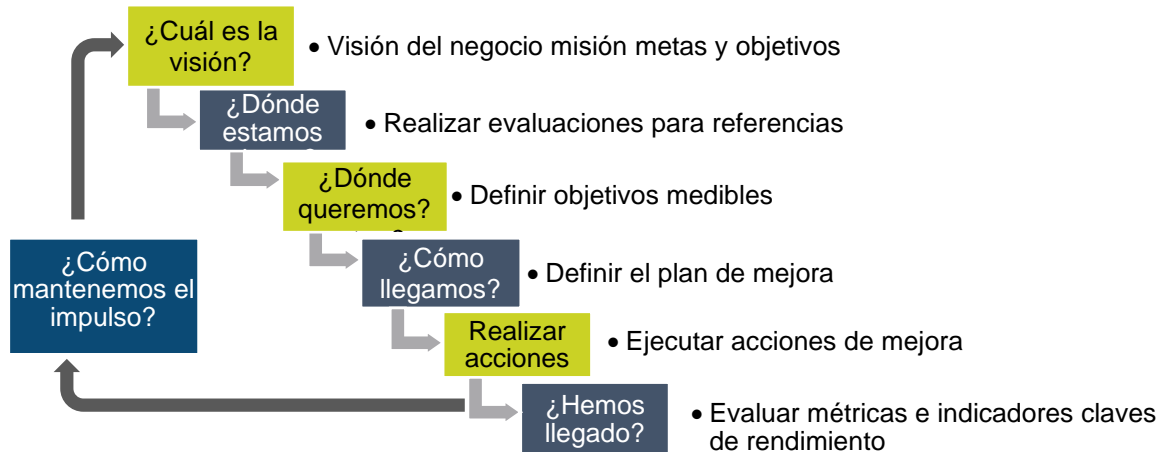 ¿Cuál es la
visión?
• Visión del negocio misión metas y objetivos
¿Dónde
estamos
• Realizar evaluaciones para referencias
¿Dónde
queremos?
• Definir objetivos medibles
¿Cómo
llegamos?
• Definir el plan de mejora
Realizar
acciones
• Ejecutar acciones de mejora
¿Hemos
llegado?
• Evaluar métricas e indicadores claves
de rendimiento
¿Cómo
mantenemos el
impulso?